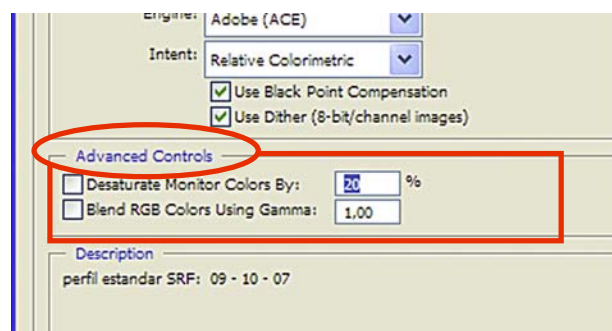 Engine: Adobe (ACE)
Intent: Relative Colorimetric
Use Black Point Compensation
Use Dither (8-bit/channel images)
Advanced Controls
Desaturate Monitor Colors By: 20 %
Blend RGB Colors Using Gamma: 1,00
Description
perfil estandar SRF: 09 - 10 - 07